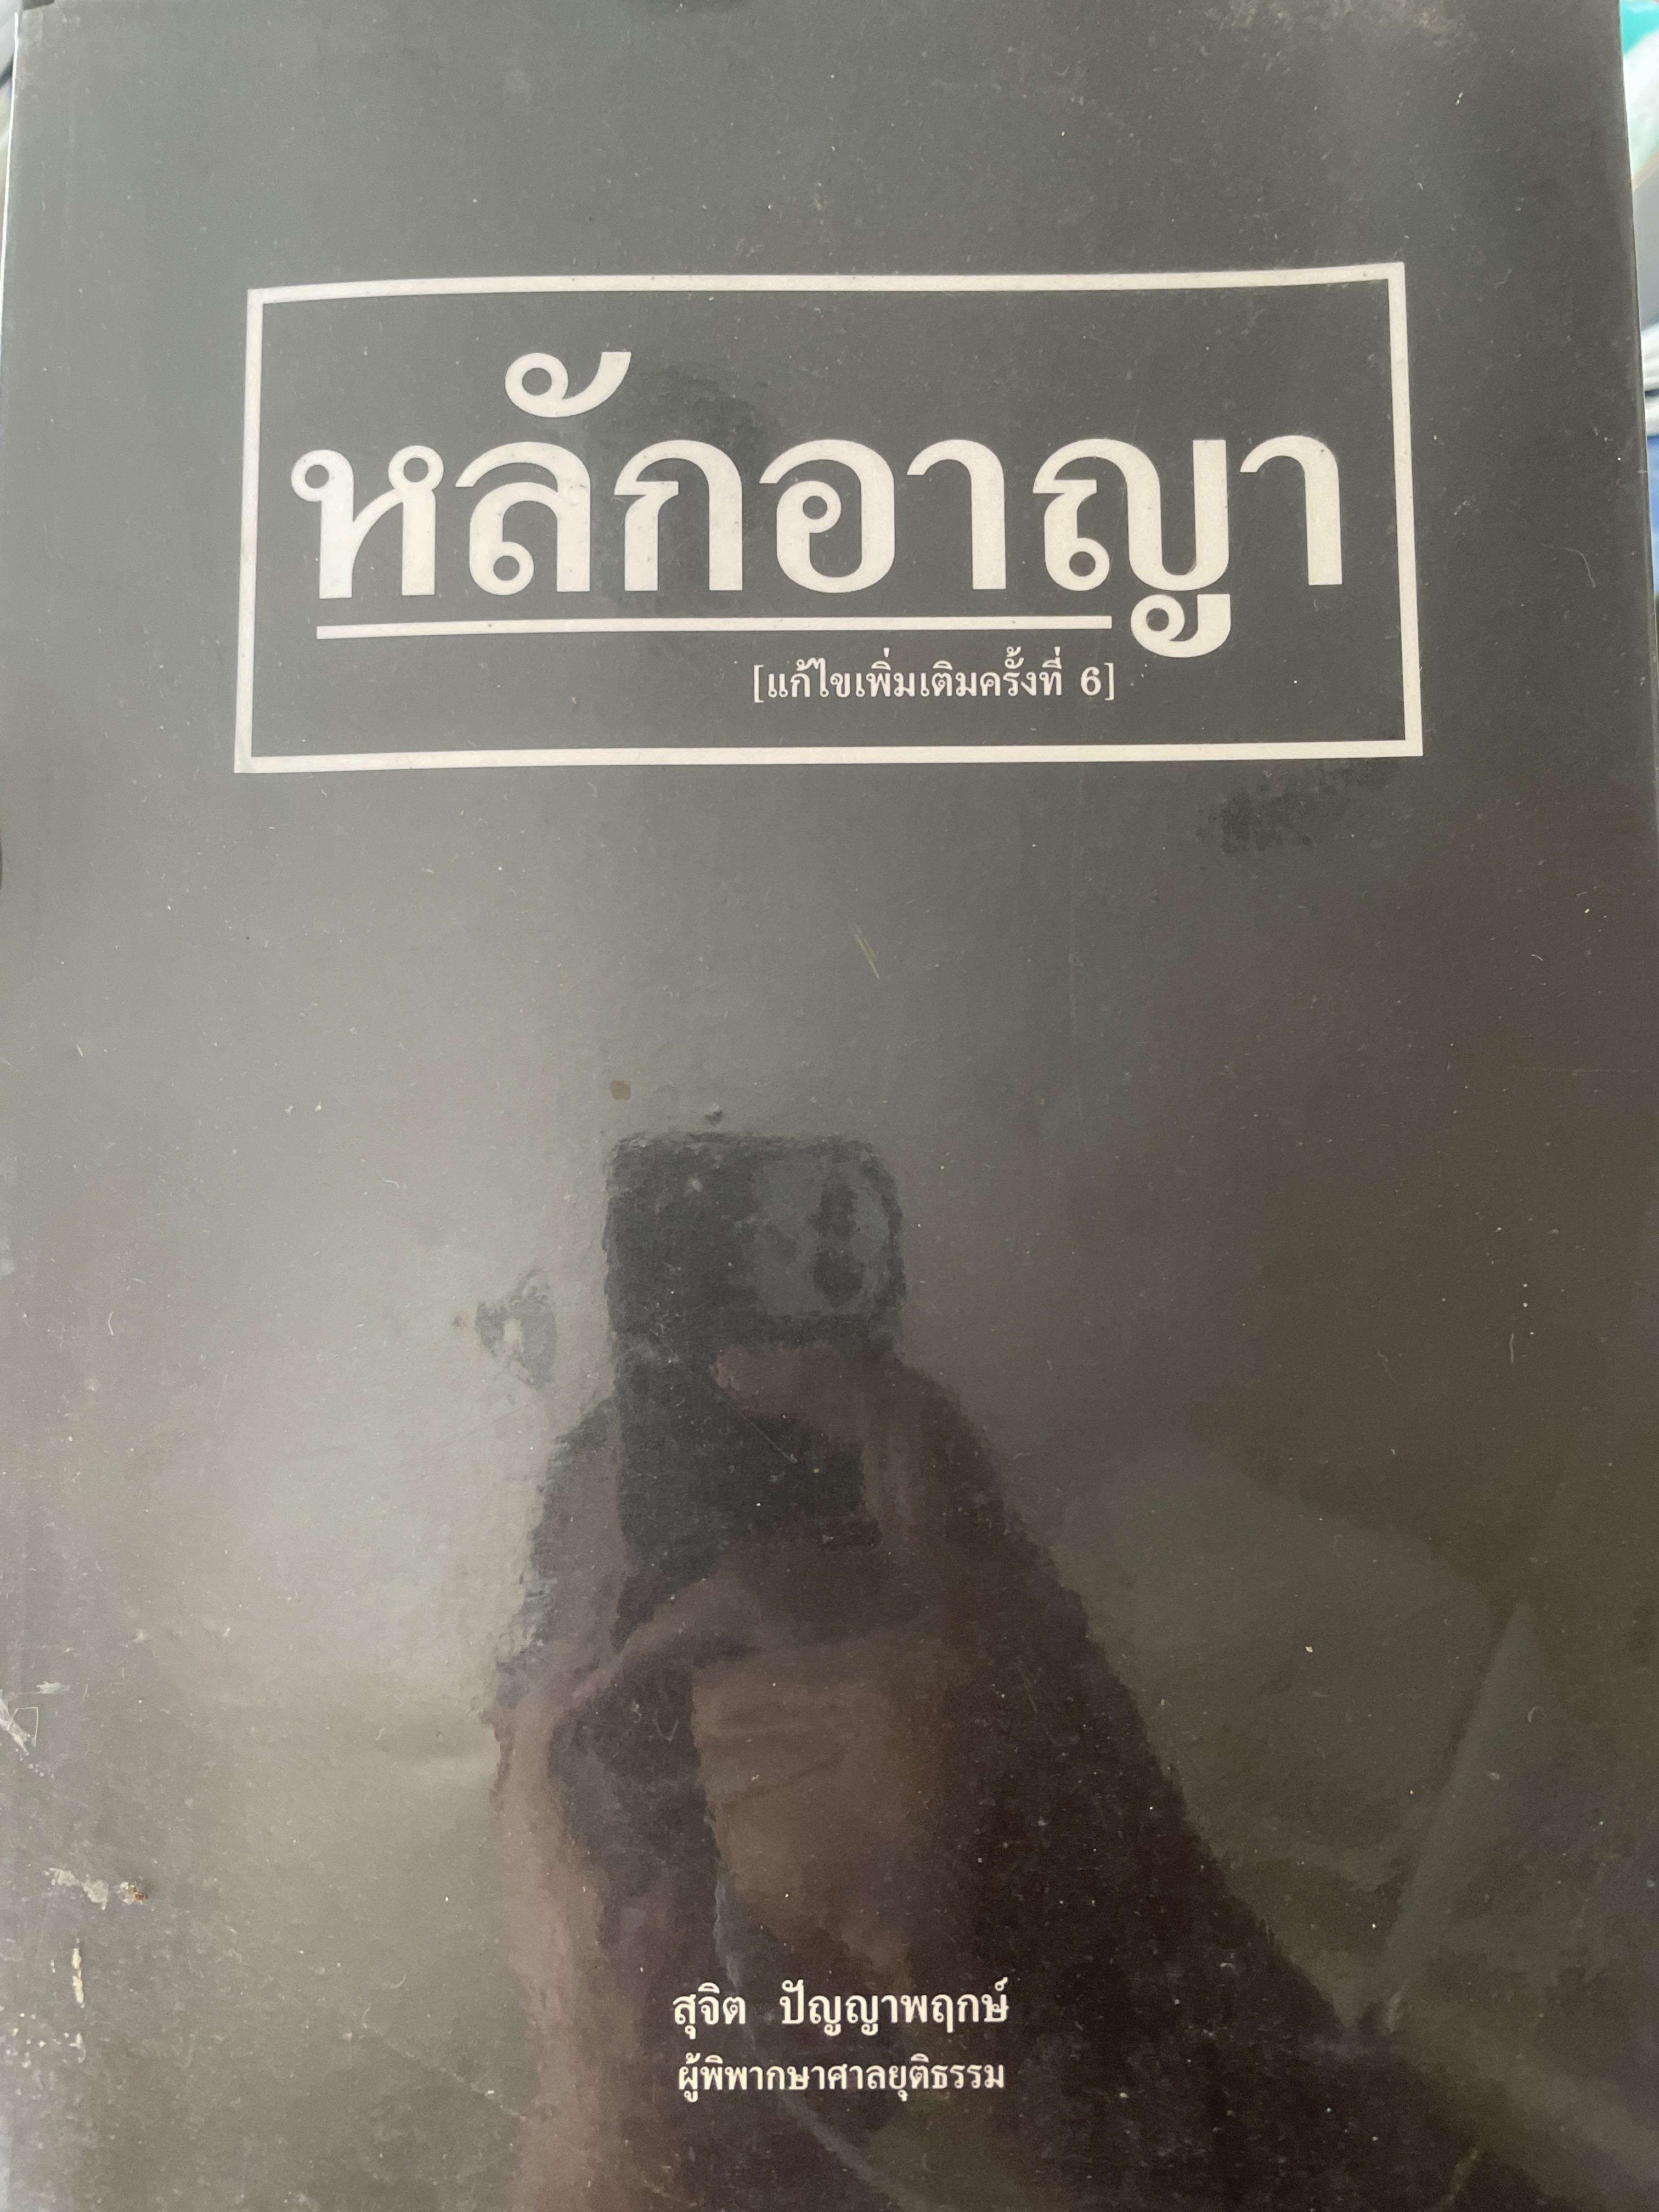 หลักอาญา
[แก้ไขเพิ่มเติมครั้งที่ 6]
สุจิต ปัญญาพฤกษ์
ผู้พิพากษาศาลยุติธรรม